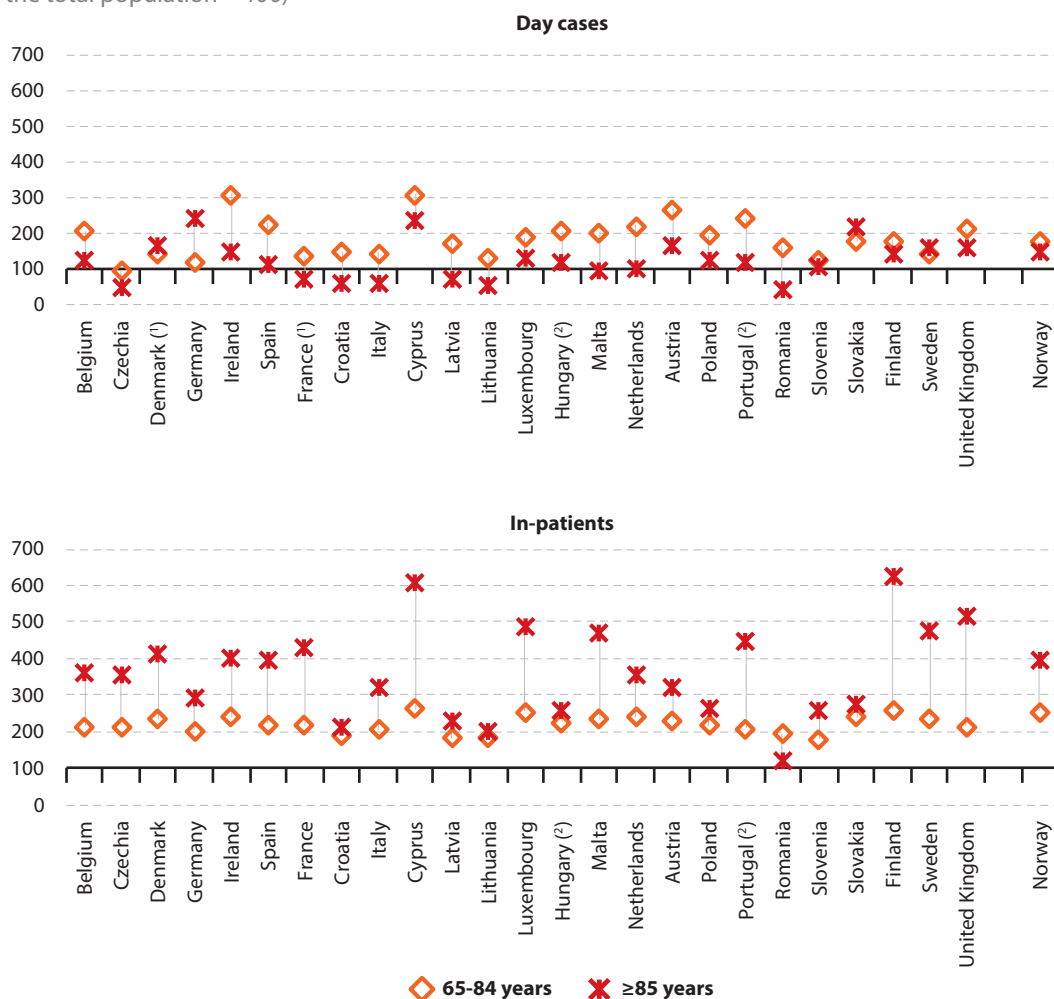 the total population = 100)
Day cases
700
600
500
400
300
200
100
0
Belgium
Czechia
Denmark (¹)
Germany
Ireland
Spain
France (¹)
Croatia
Italy
Cyprus
Latvia
Lithuania
Luxembourg
Hungary (²)
Malta
Netherlands
Austria
Poland
Portugal (²)
Romania
Slovenia
Slovakia
Finland
Sweden
United Kingdom
Norway
In-patients
700
600
500
400
300
200
100
0
Belgium
Czechia
Denmark
Germany
Ireland
Spain
France
Croatia
Italy
Cyprus
Latvia
Lithuania
Luxembourg
Hungary (²)
Malta
Netherlands
Austria
Poland
Portugal (²)
Romania
Slovenia
Slovakia
Finland
Sweden
United Kingdom
Norway
65-84 years
≥85 years